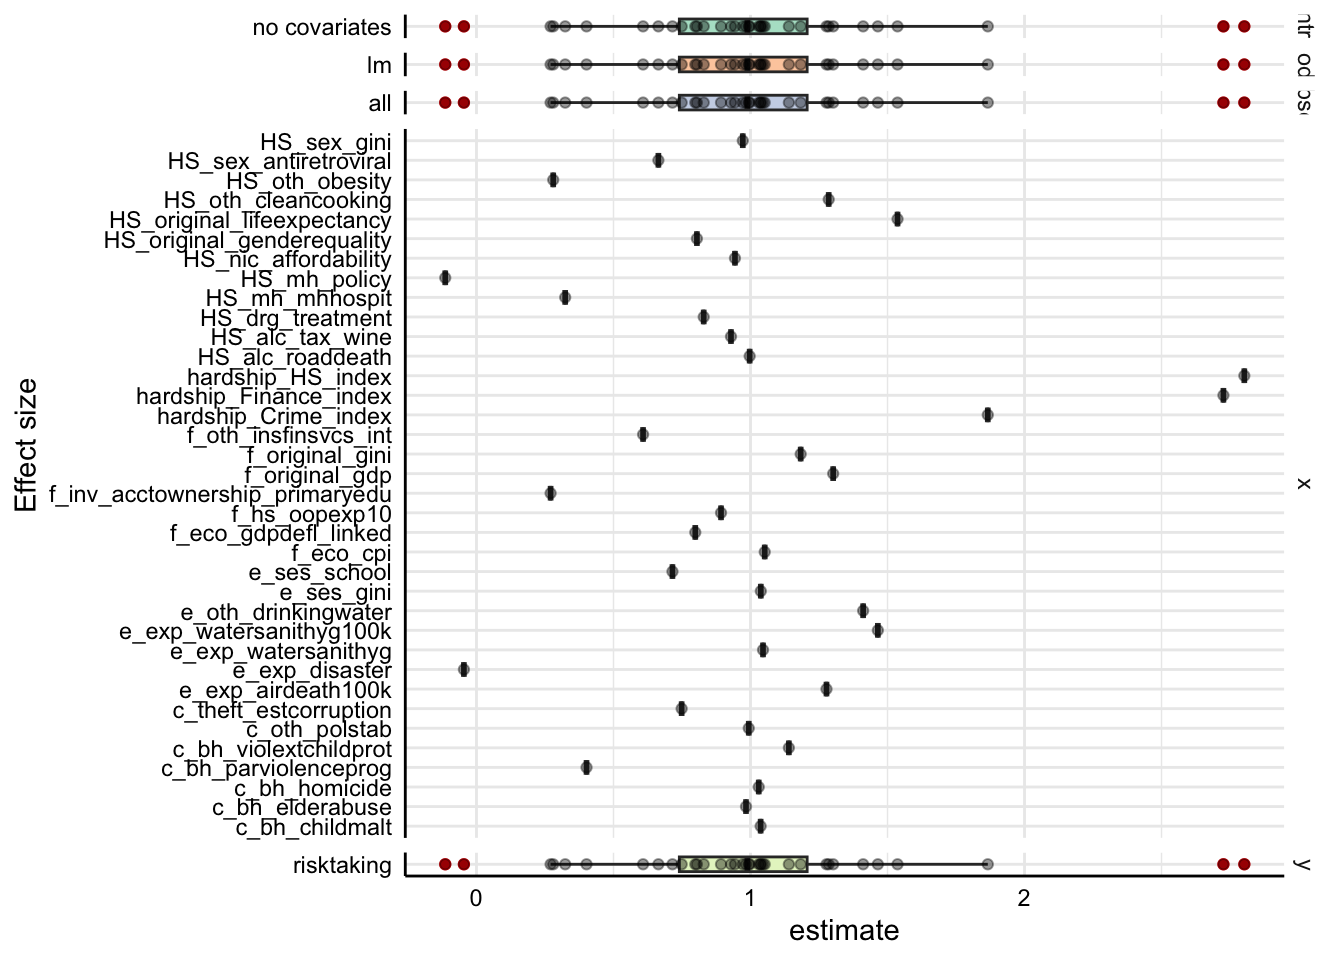 no covariates
lm
all
HS_sex_gini
HS_sex_antiretroviral
HS_oth_obesity
HS_oth_cleancooking
HS_original_lifeexpectancy
HS_original_genderequality
HS_nic_affordability
HS_mh_policy
HS_mh_mhhospit
HS_drg_treatment
HS_alc_tax_wine
HS_alc_roaddeath
hardship_HS_index
hardship_Finance_index
hardship_Crime_index
f_oth_insfinsvcs_int
f_original_gini
f_original_gdp
f_inv_acctownership_primaryedu
f_hs_oopexp10
f_eco_gdpdefl_linked
f_eco_cpi
e_ses_school
e_ses_gini
e_oth_drinkingwater
e_exp_watersanithyg100k
e_exp_watersanithyg
e_exp_disaster
e_exp_airdeath100k
c_theft_estcorruption
c_oth_polstab
c_bh_violextchildprot
c_bh_parviolenceprog
c_bh_homicide
c_bh_elderabuse
c_bh_childmalt
risktaking
Effect size
x
y
0 1 2
estimate